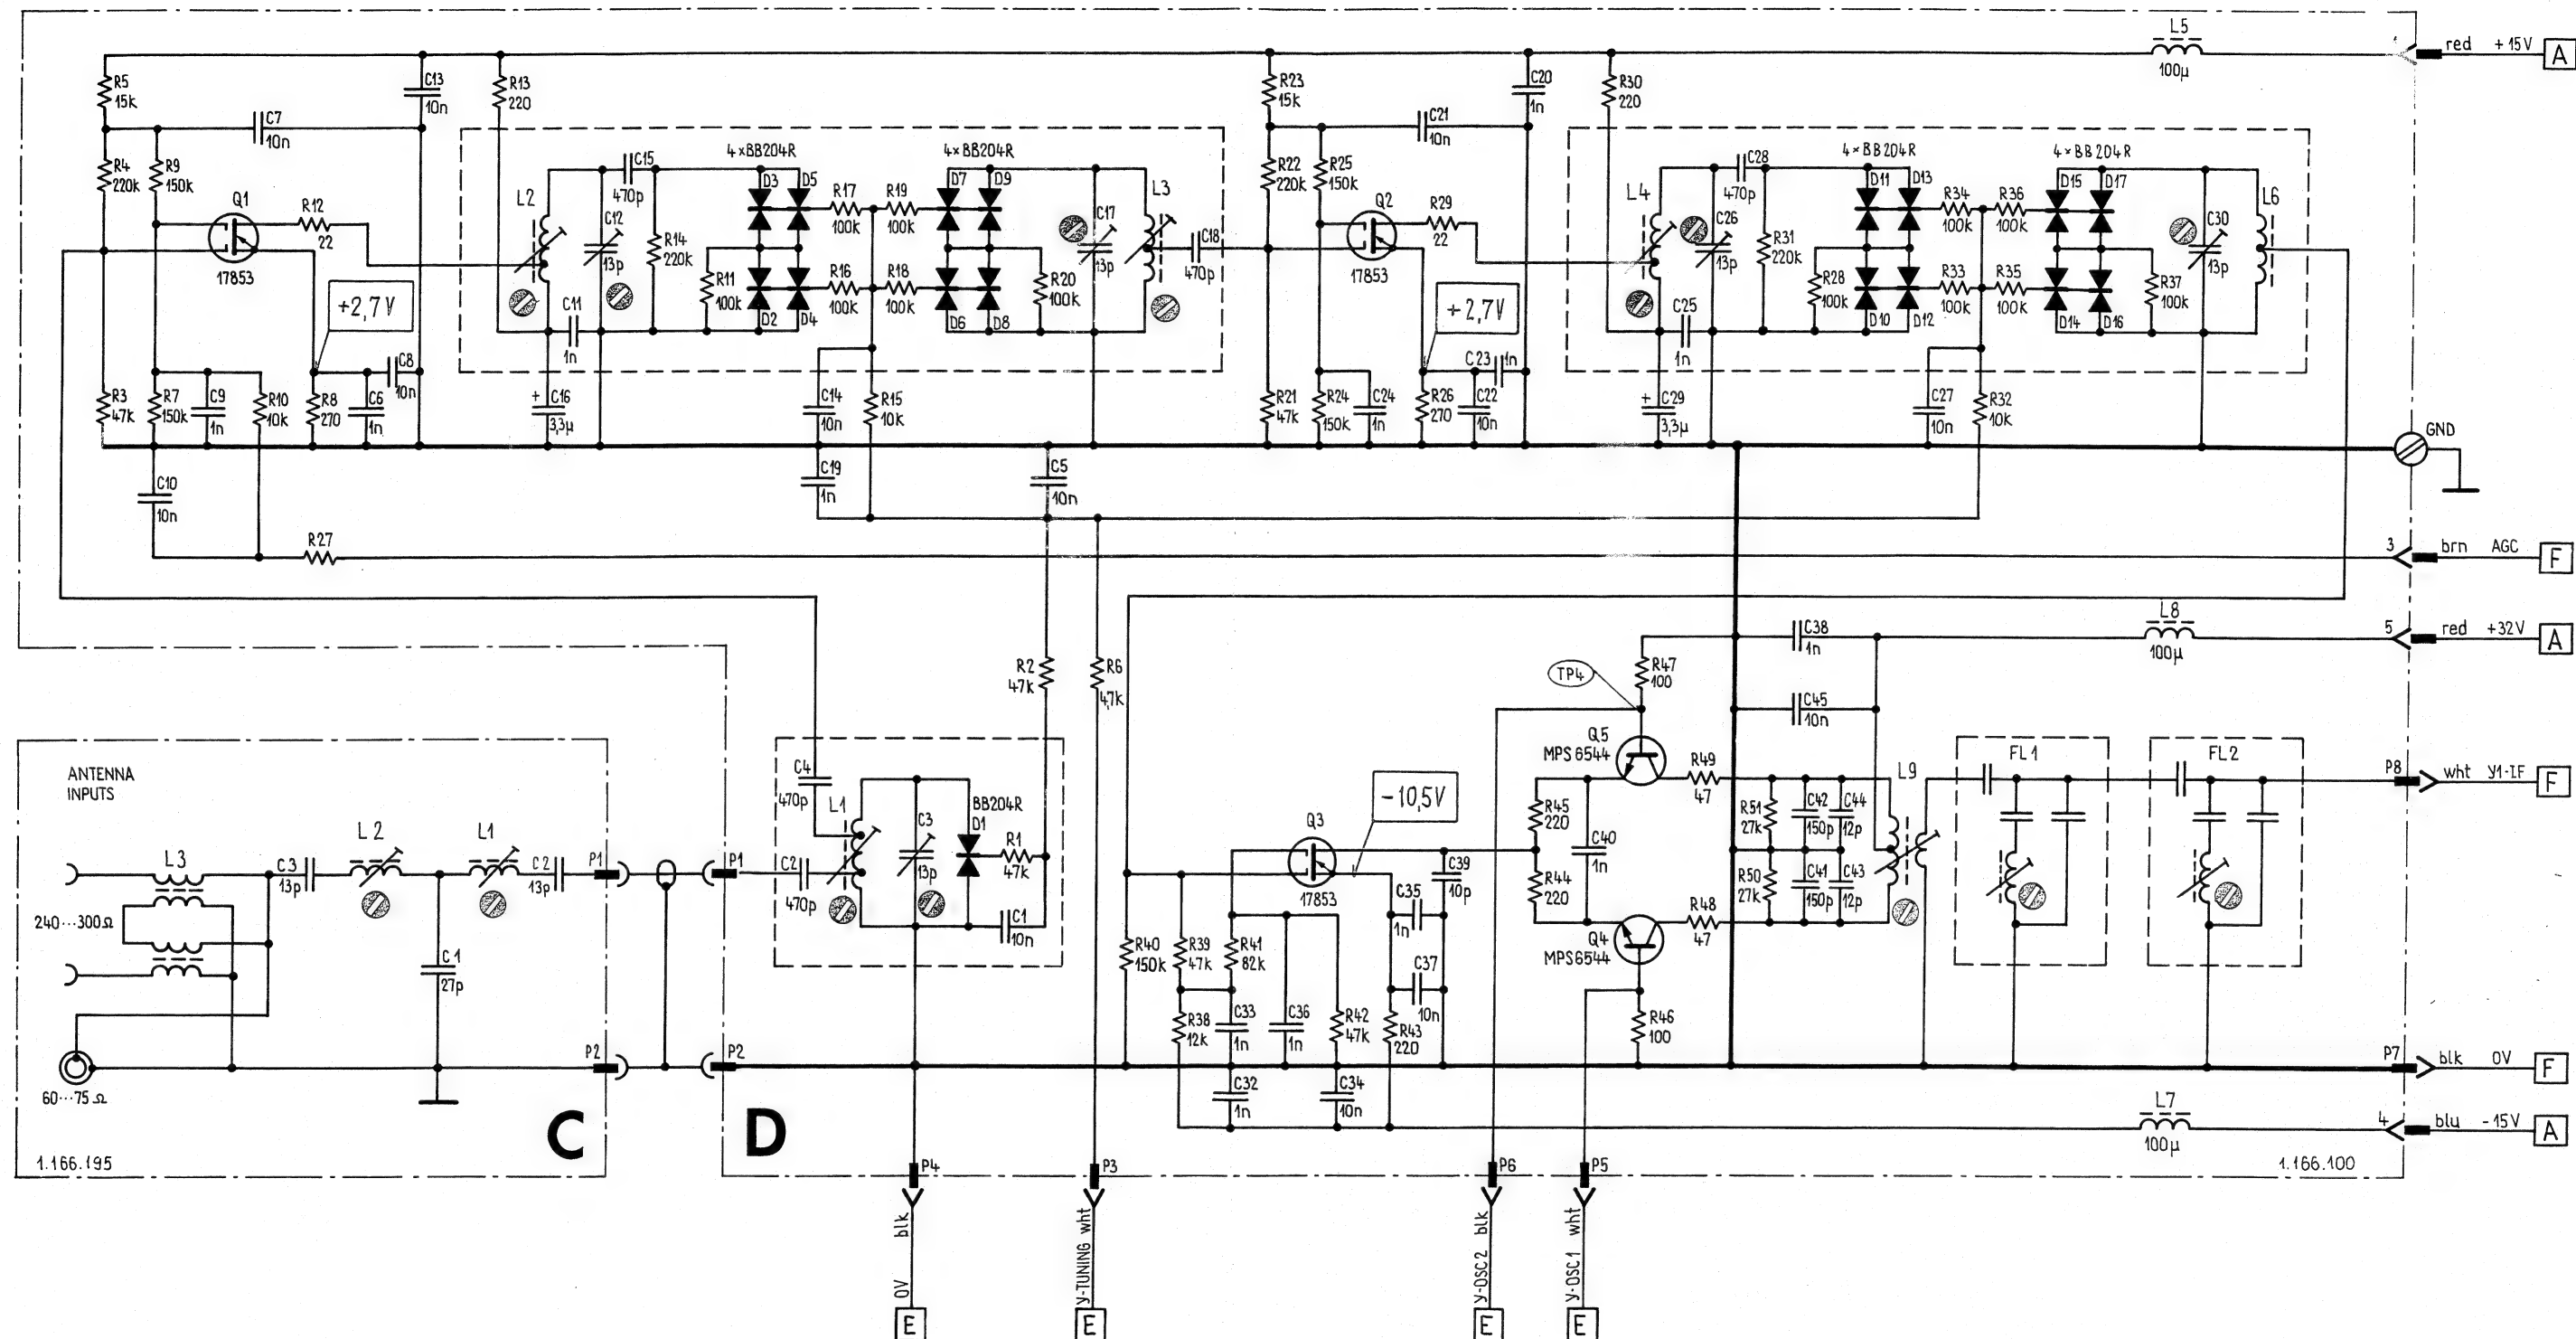 L5
100µ
1
red +15V
A
R5
15k
C13
10n
R13
220
R23
15k
C20
1n
R30
220
C7
10n
C21
10n
R4
220k
R9
150k
Q1
17853
R12
22
+2,7V
L2
C15
470p
C12
13p
R14
220k
C11
1n
4×BB204R
D3
D5
R11
100k
D2
D4
R17
100k
R16
100k
R19
100k
R18
100k
4×BB204R
D7
D9
D6
D8
R20
100k
C17
13p
L3
C18
470p
R22
220k
R25
150k
Q2
17853
R29
22
+2,7V
L4
C28
470p
C26
13p
R31
220k
C25
1n
4×BB204R
D11
D13
R28
100k
D10
D12
R34
100k
R33
100k
R36
100k
R35
100k
4×BB204R
D15
D17
D14
D16
R37
100k
C30
13p
L6
R3
47k
R7
150k
C9
1n
R10
10k
R8
270
C6
1n
C8
10n
+
C16
3,3µ
C14
10n
R15
10k
R21
47k
R24
150k
C24
1n
R26
270
C22
10n
C23
1n
+
C29
3,3µ
C27
10n
R32
10k
GND
C10
10n
C19
1n
C5
10n
R27
3
brn AGC
F
L8
100µ
5
red +32V
A
R2
47k
R6
4,7k
TP4
R47
100
C38
1n
C45
10n
ANTENNA
INPUTS
L3
240...300Ω
60...75Ω
C3
13p
L2
L1
C2
13p
C1
27p
P1
P2
P1
P2
C
1.166.195
D
C4
470p
L1
C2
470p
C3
13p
BB204R
D1
R1
47k
C1
10n
Q3
17853
-10,5V
R40
150k
R39
47k
R41
82k
R38
12k
C33
1n
C36
1n
R42
47k
R43
220
C35
1n
C37
10n
C39
10p
C32
1n
C34
10n
Q5
MPS6544
R45
220
R44
220
C40
1n
Q4
MPS6544
R46
100
R49
47
R48
47
R51
27k
R50
27k
C42
150p
C44
12p
C41
150p
C43
12p
L9
FL1
FL2
P8
wht Y1-IF
F
P7
blk 0V
F
L7
100µ
4
blu -15V
A
1.166.100
P4
blk
0V
E
P3
Y-TUNING wht
E
P6
Y-OSC2 blk
E
P5
Y-OSC1 wht
E